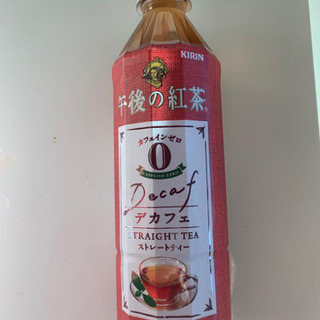 KIRIN
午後の紅茶
カフェインゼロ
0
Decaf
デカフェ
STRAIGHT TEA
ストレートティー